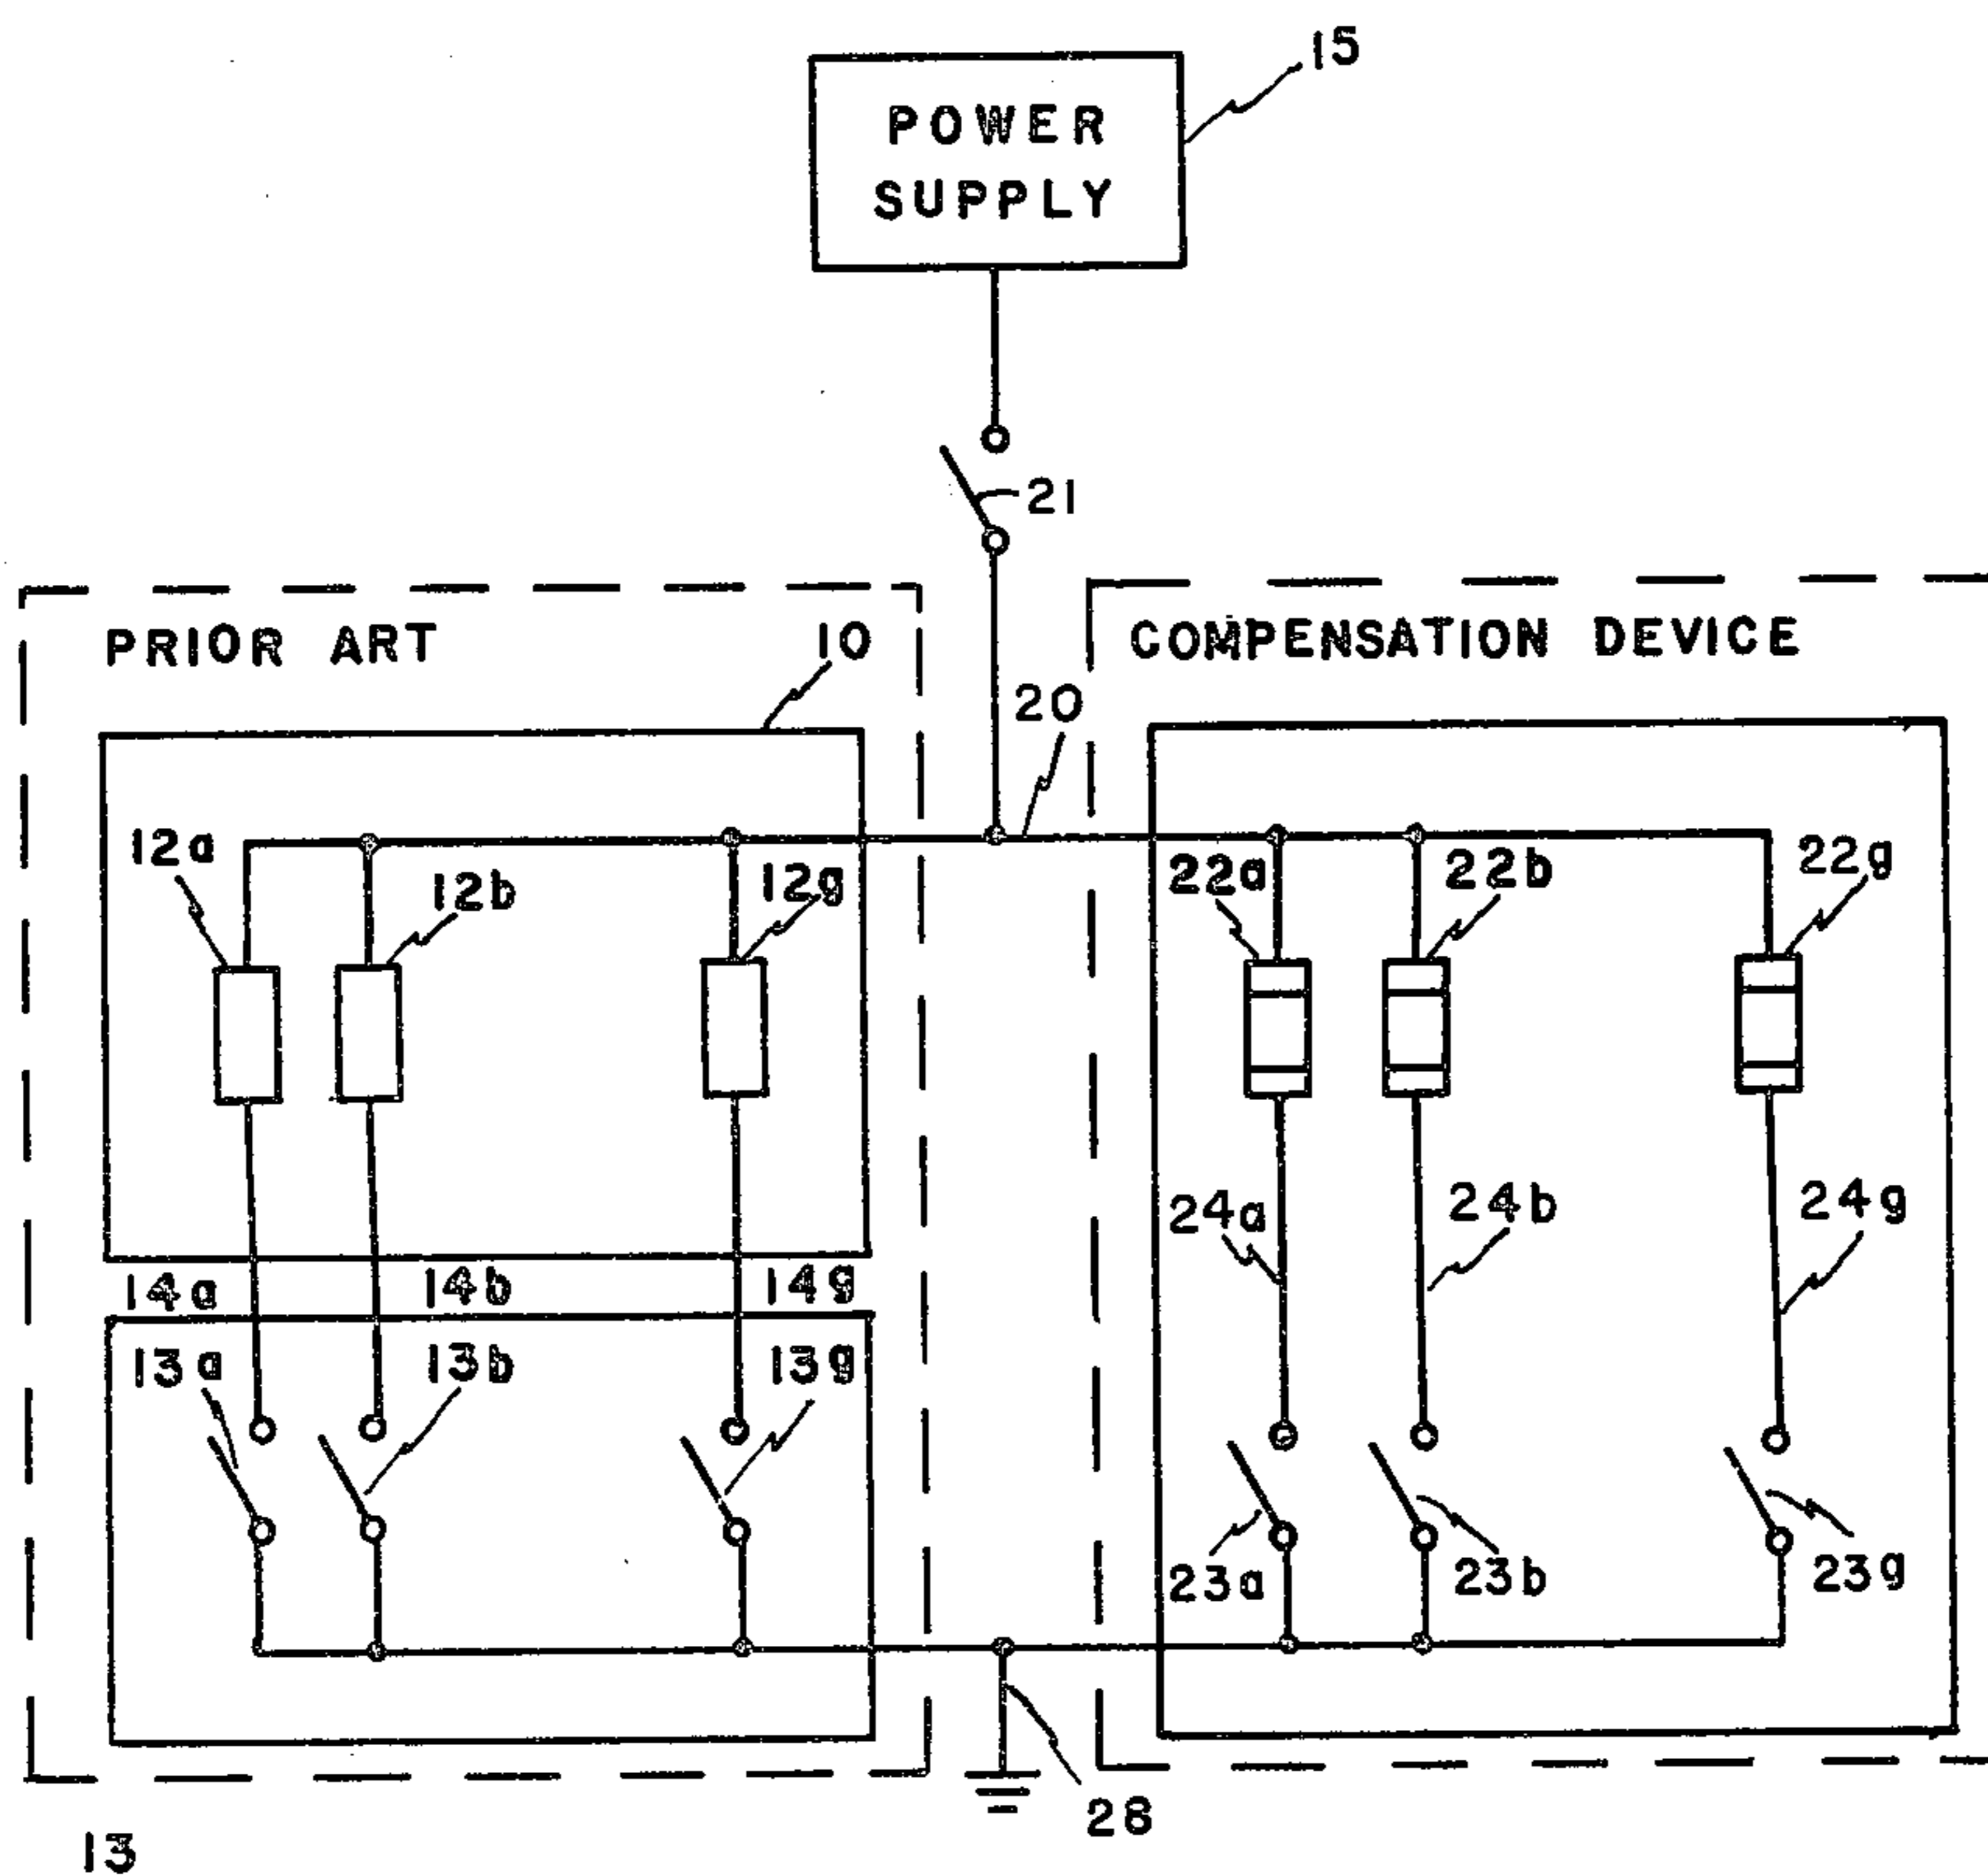 15
POWER
SUPPLY
21
PRIOR ART
10
COMPENSATION DEVICE
20
12a
12b
12g
22a
22b
22g
24a
24b
24g
14a
14b
14g
13a
13b
13g
23a
23b
23g
28
13